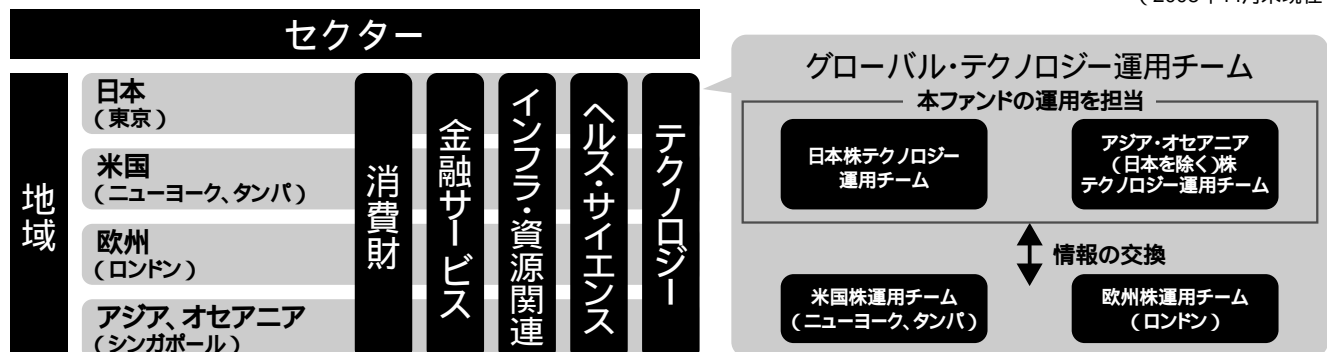 セクター
地域
日本
(東京)
米国
(ニューヨーク、タンパ)
欧州
(ロンドン)
アジア、オセアニア
(シンガポール)
消費財
金融サービス
インフラ・資源関連
ヘルス・サイエンス
テクノロジー
グローバル・テクノロジー運用チーム
本ファンドの運用を担当
日本株テクノロジー
運用チーム
アジア・オセアニア
(日本を除く)株
テクノロジー運用チーム
情報の交換
米国株運用チーム
(ニューヨーク、タンパ)
欧州株運用チーム
(ロンドン)